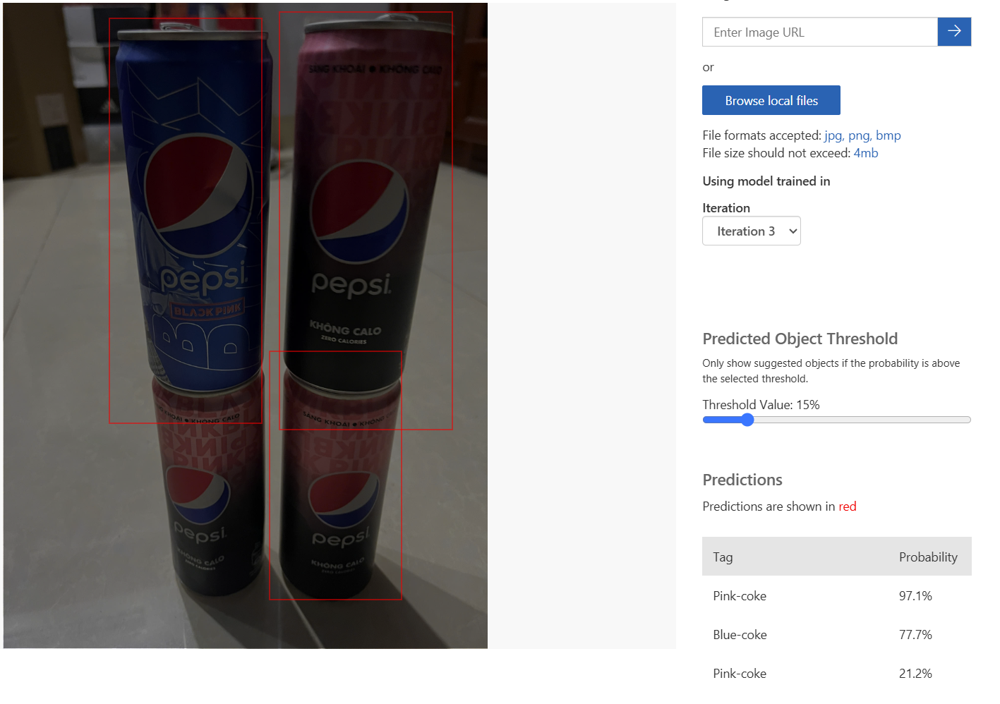 Enter Image URL
or
Browse local files
File formats accepted: jpg, png, bmp
File size should not exceed: 4mb
Using model trained in
Iteration
Iteration 3
Predicted Object Threshold
Only show suggested objects if the probability is above
the selected threshold.
Threshold Value: 15%
Predictions
Predictions are shown in red
Tag Probability
Pink-coke 97.1%
Blue-coke 77.7%
Pink-coke 21.2%
pepsi
BLACKPINK
SANG KHOÁI • KHÔNG CALO
pepsi
KHÔNG CALO
ZERO CALORIES
KHÔNG CALO
pepsi
KHÔNG CALO
ZERO CALORIES
SANG KHOÁI • KHÔNG
pepsi
KHÔNG CALO